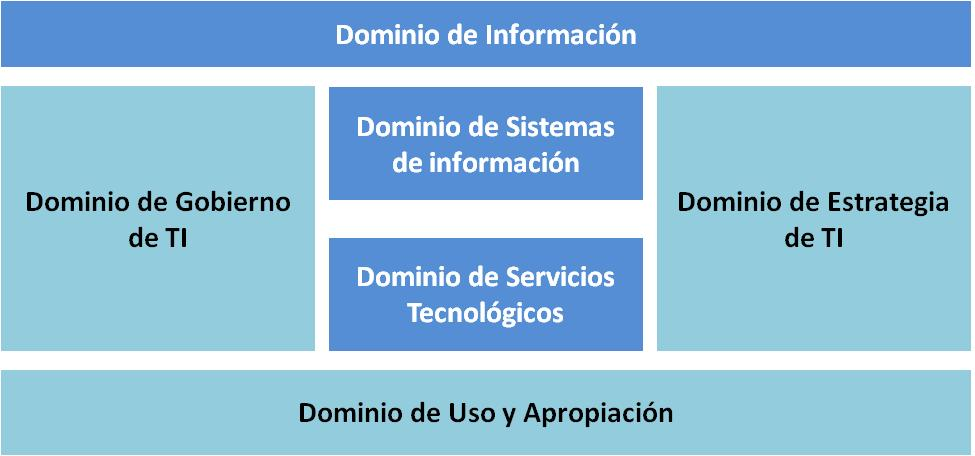 Dominio de Información
Dominio de Gobierno
de TI
Dominio de Sistemas
de información
Dominio de Servicios
Tecnológicos
Dominio de Estrategia
de TI
Dominio de Uso y Apropiación